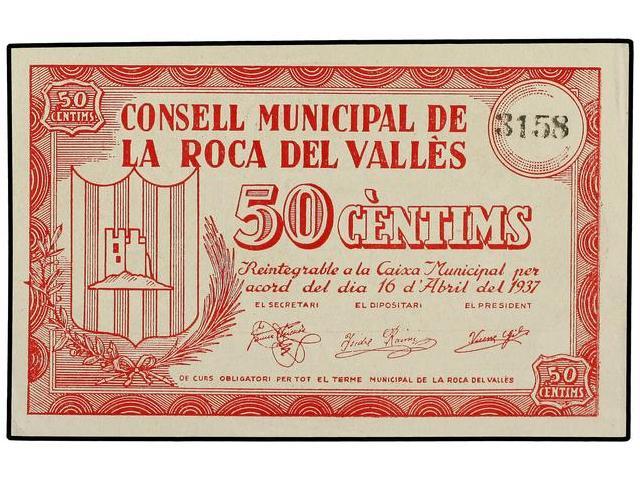 50
CENTIMS
CONSELL MUNICIPAL DE
LA ROCA DEL VALLÈS
3158
50 CÈNTIMS
Reintegrable a la Caixa Municipal per
acord del dia 16 d'Abril del 1937
EL SECRETARI EL DIPOSITARI EL PRESIDENT
DE CURS OBLIGATORI PER TOT EL TERME MUNICIPAL DE LA ROCA DEL VALLÈS
50
CENTIMS